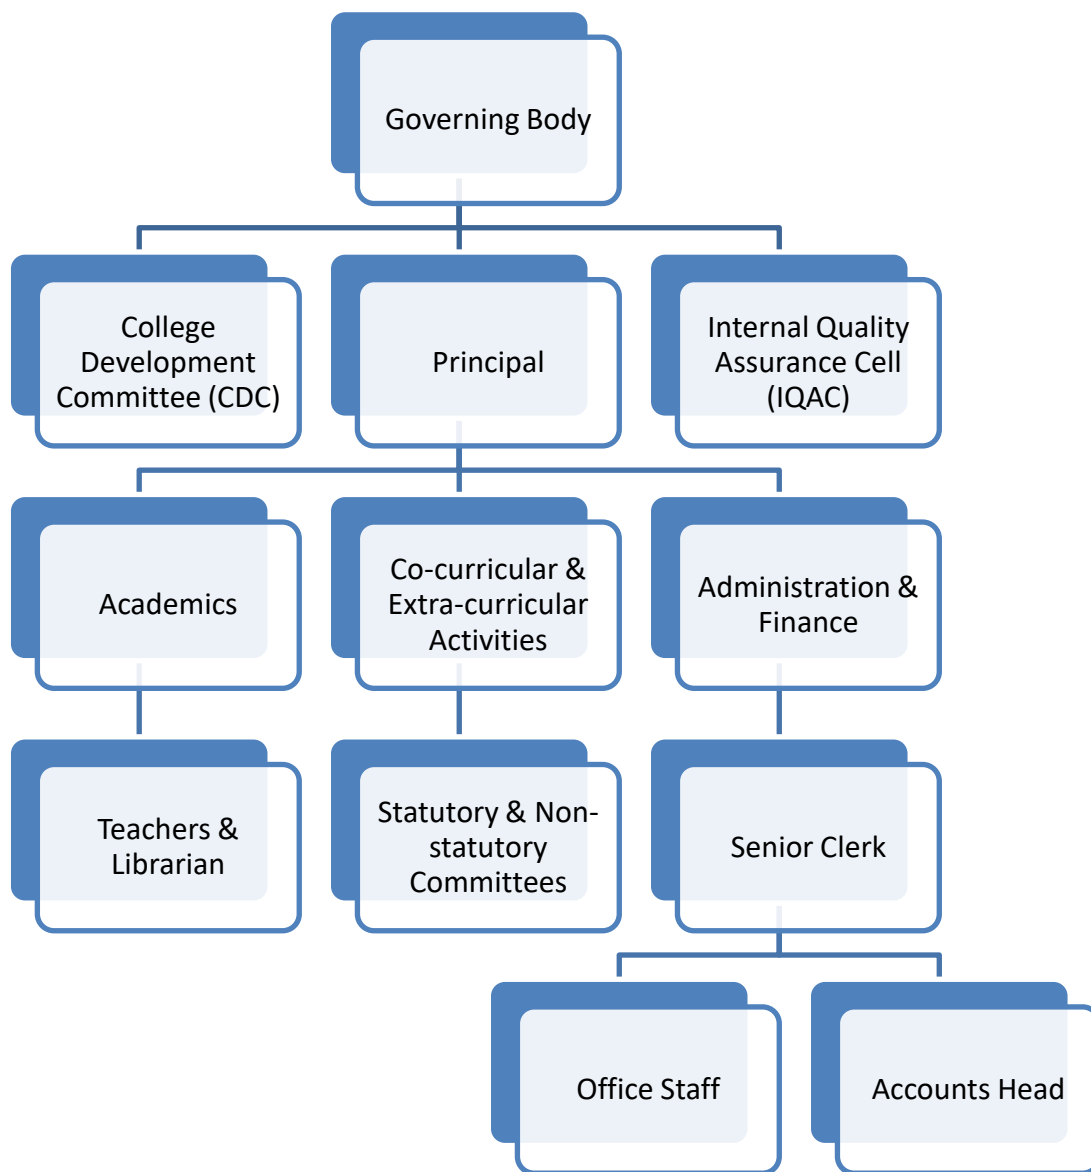 Governing Body
College
Development
Committee (CDC)
Principal
Internal Quality
Assurance Cell
(IQAC)
Academics
Co-curricular &
Extra-curricular
Activities
Administration &
Finance
Teachers &
Librarian
Statutory & Non-
statutory
Committees
Senior Clerk
Office Staff
Accounts Head